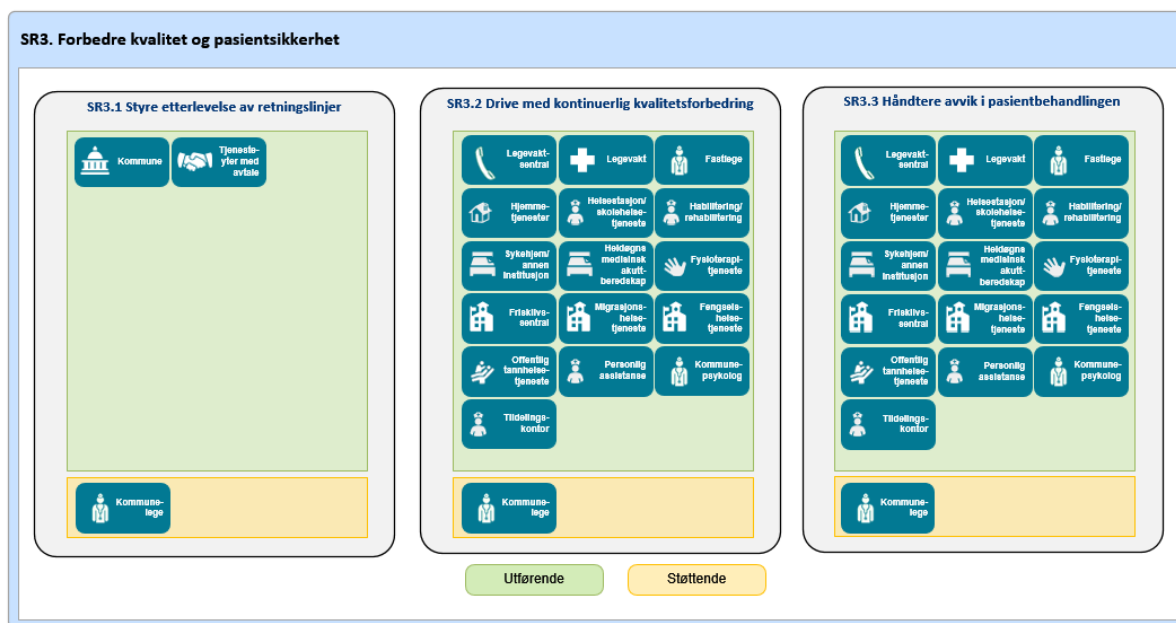 SR3. Forbedre kvalitet og pasientsikkerhet
SR3.1 Styre etterlevelse av retningslinjer
Kommune
Tjeneste-
yter med
avtale
Kommune-
lege
SR3.2 Drive med kontinuerlig kvalitetsforbedring
Legevakt-
sentral
Legevakt
Fastlege
Hjemme-
tjenester
Helsestasjon/
skolehelse-
tjeneste
Habilitering/
rehabilitering
Sykehjem/
annen
institusjon
Heldøgns
medisinsk
akutt-
beredskap
Fysioterapi-
tjeneste
Frisklivs-
sentral
Migrasjons-
helse-
tjeneste
Fengsels-
helse-
tjeneste
Offentlig
tannhelse-
tjeneste
Personlig
assistanse
Kommune-
psykolog
Tildelings-
kontor
Kommune-
lege
SR3.3 Håndtere avvik i pasientbehandlingen
Legevakt-
sentral
Legevakt
Fastlege
Hjemme-
tjenester
Helsestasjon/
skolehelse-
tjeneste
Habilitering/
rehabilitering
Sykehjem/
annen
institusjon
Heldøgns
medisinsk
akutt-
beredskap
Fysioterapi-
tjeneste
Frisklivs-
sentral
Migrasjons-
helse-
tjeneste
Fengsels-
helse-
tjeneste
Offentlig
tannhelse-
tjeneste
Personlig
assistanse
Kommune-
psykolog
Tildelings-
kontor
Kommune-
lege
Utførende
Støttende